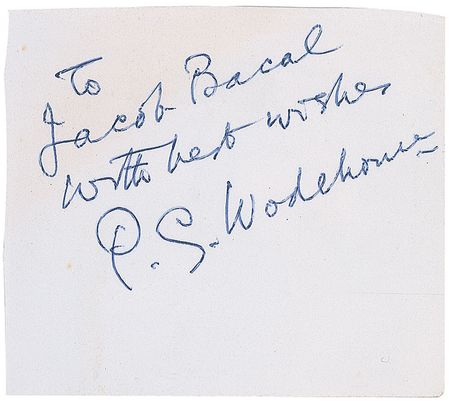 To
Jacob Bacal
with best wishes
P. G. Wodehouse